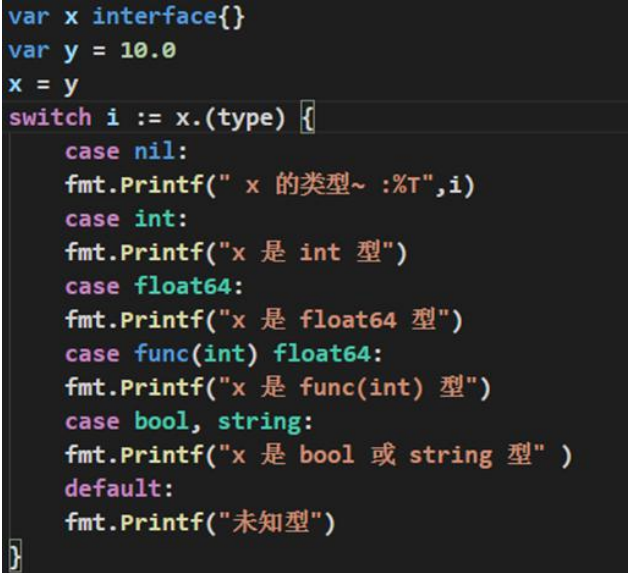 var x interface{}
var y = 10.0
x = y
switch i := x.(type) {
case nil:
fmt.Printf(" x 的类型~ :%T",i)
case int:
fmt.Printf("x 是 int 型")
case float64:
fmt.Printf("x 是 float64 型")
case func(int) float64:
fmt.Printf("x 是 func(int) 型")
case bool, string:
fmt.Printf("x 是 bool 或 string 型" )
default:
fmt.Printf("未知型")
}